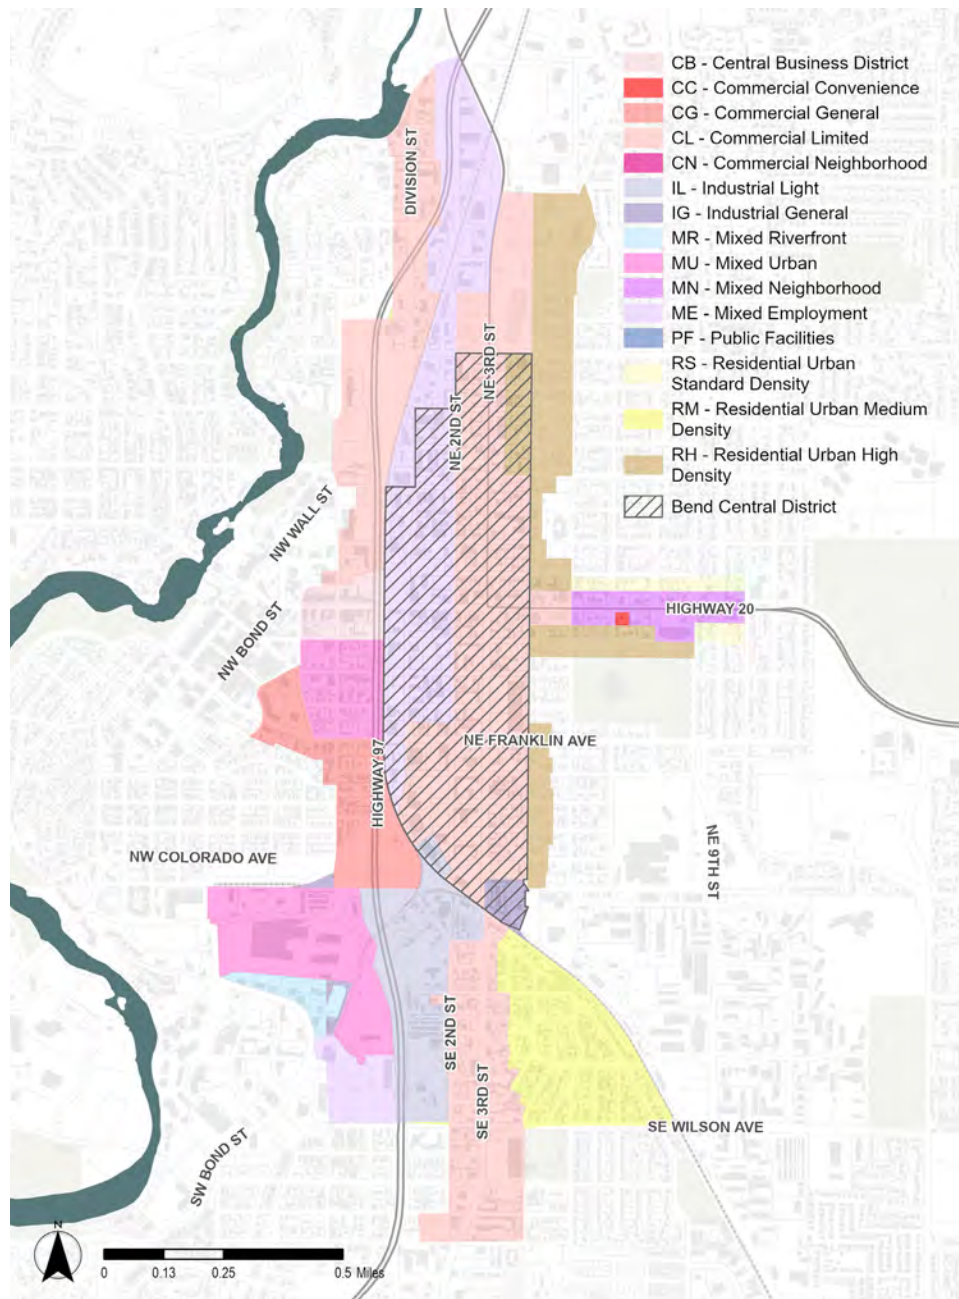 CB - Central Business District
CC - Commercial Convenience
CG - Commercial General
CL - Commercial Limited
CN - Commercial Neighborhood
IL - Industrial Light
IG - Industrial General
MR - Mixed Riverfront
MU - Mixed Urban
MN - Mixed Neighborhood
ME - Mixed Employment
PF - Public Facilities
RS - Residential Urban
Standard Density
RM - Residential Urban Medium
Density
RH - Residential Urban High
Density
Bend Central District
DIVISION ST
NE 3RD ST
NE 2ND ST
NW WALL ST
NW BOND ST
HIGHWAY 20
NE FRANKLIN AVE
HIGHWAY 97
NW COLORADO AVE
NE 9TH ST
SE 2ND ST
SE 3RD ST
SE WILSON AVE
SW BOND ST
N
0 0.13 0.25 0.5 Miles